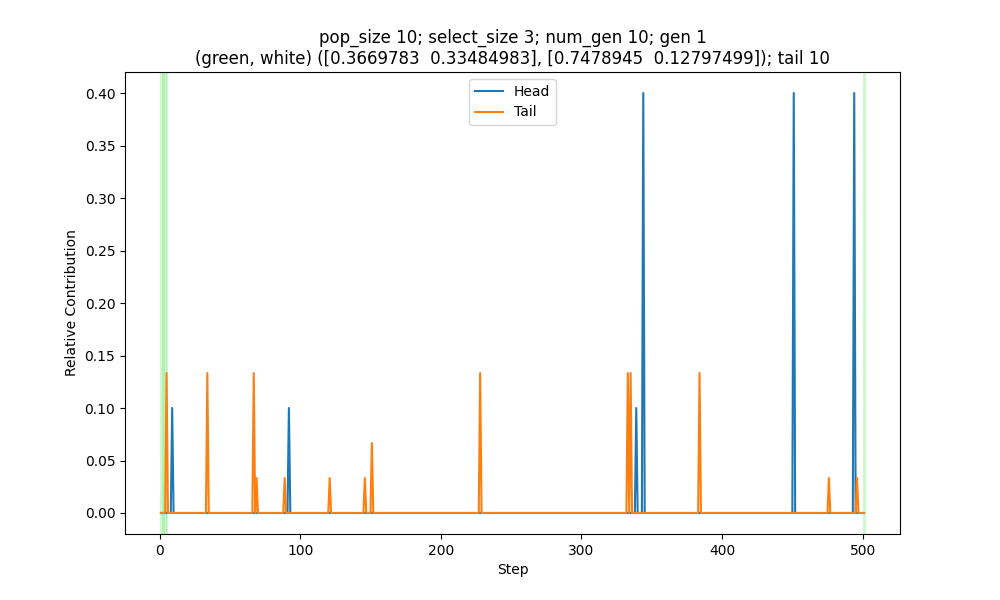 pop_size 10; select_size 3; num_gen 10; gen 1
(green, white) ([0.3669783 0.33484983], [0.7478945 0.12797499]); tail 10
Head
Tail
0.40
0.35
0.30
0.25
0.20
0.15
0.10
0.05
0.00
Relative Contribution
0 100 200 300 400 500
Step